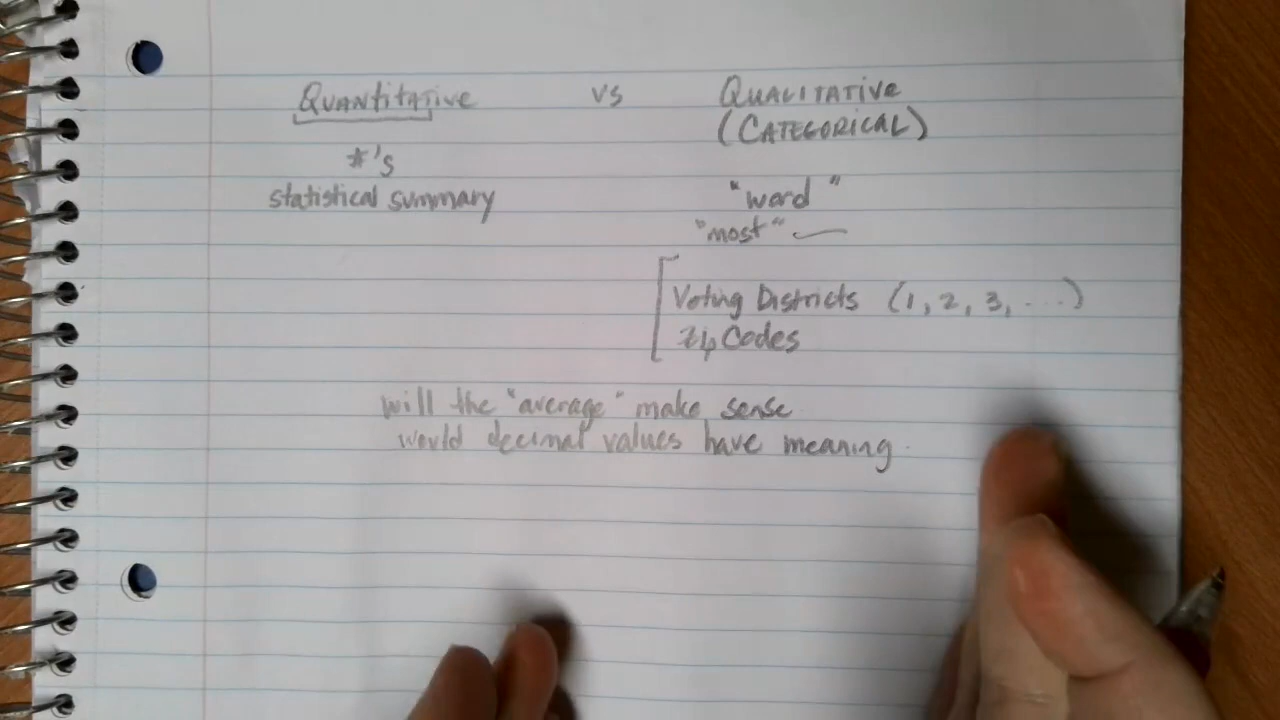 Quantitative vs Qualitative
(Categorical)
#'s
statistical summary
"word"
"most"
Voting Districts (1, 2, 3, ....)
Zip Codes
will the "average" make sense
would decimal values have meaning.